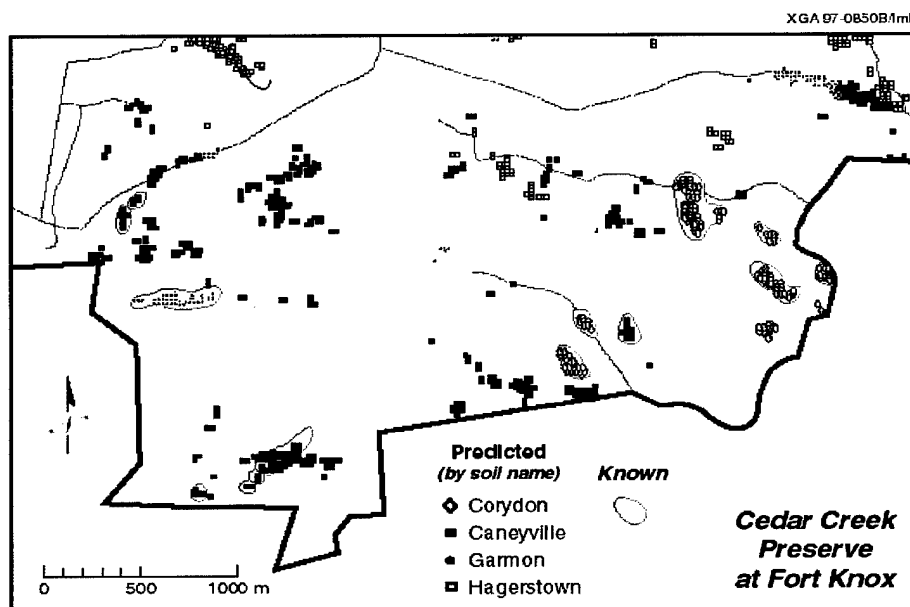 XGA 97-0850B/lml
Predicted
(by soil name)
Known
Corydon
Caneyville
Garmon
Hagerstown
Cedar Creek
Preserve
at Fort Knox
0 500 1000 m